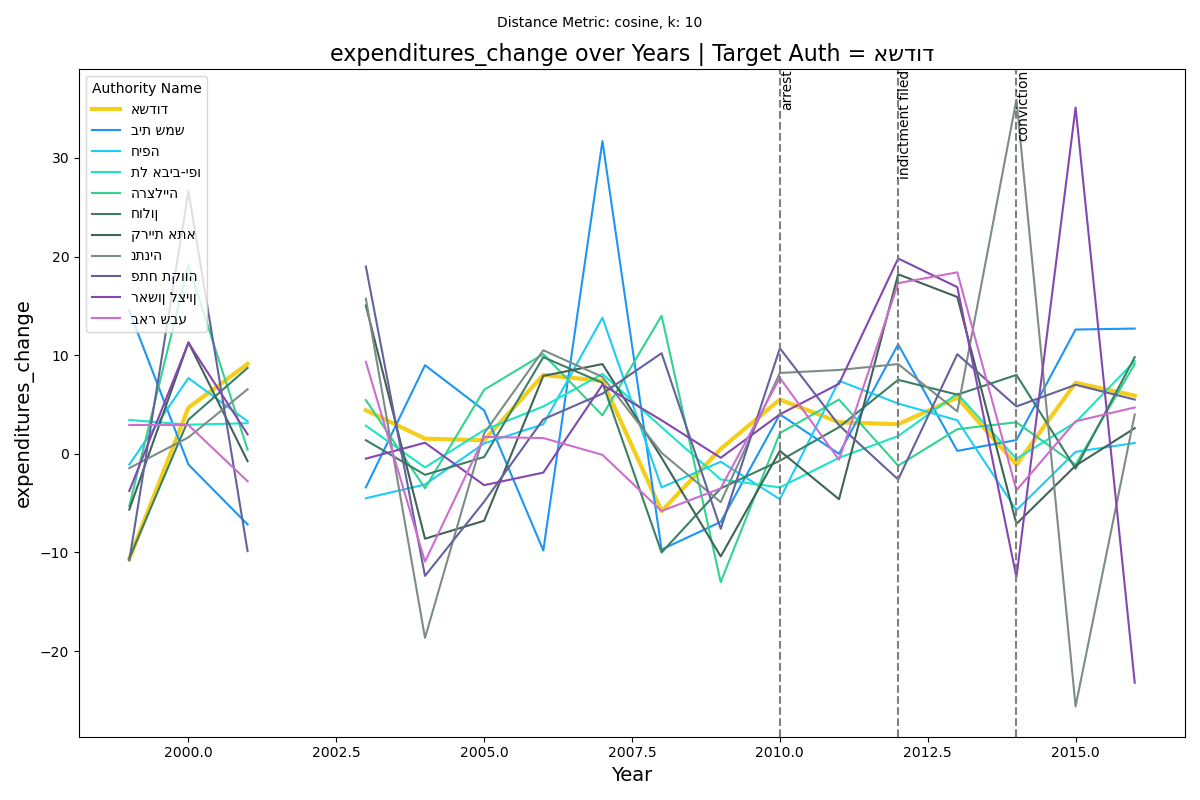 Distance Metric: cosine, k: 10
expenditures_change over Years | Target Auth = אשדוד
Authority Name
אשדוד
בית שמש
חיפה
תל אביב-יפו
הרצלייה
חולון
קריית אתא
נתניה
פתח תקווה
ראשון לציון
באר שבע
arrest
indictment filed
conviction
expenditures_change
30
20
10
0
−10
−20
2000.0
2002.5
2005.0
2007.5
2010.0
2012.5
2015.0
Year